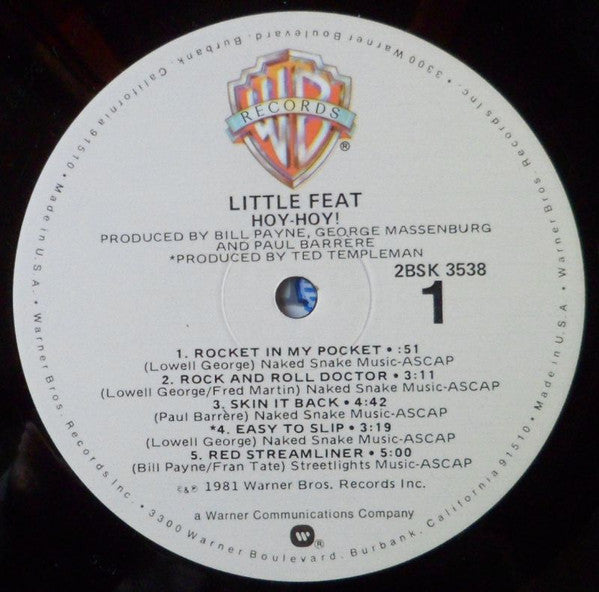 WB
RECORDS
®
LITTLE FEAT
HOY-HOY!
PRODUCED BY BILL PAYNE, GEORGE MASSENBURG
AND PAUL BARRÈRE
*PRODUCED BY TED TEMPLEMAN
2BSK 3538
1
1. ROCKET IN MY POCKET • :51
(Lowell George) Naked Snake Music-ASCAP
2. ROCK AND ROLL DOCTOR • 3:11
(Lowell George/Fred Martin) Naked Snake Music-ASCAP
3. SKIN IT BACK • 4:42
(Paul Barrère) Naked Snake Music-ASCAP
*4. EASY TO SLIP • 3:19
(Lowell George) Naked Snake Music-ASCAP
5. RED STREAMLINER • 5:00
(Bill Payne/Fran Tate) Streetlights Music-ASCAP
©&℗ 1981 Warner Bros. Records Inc.
a Warner Communications Company
®
Warner Bros. Records Inc. • 3300 Warner Boulevard, Burbank, California 91510 • Made in U.S.A. • Warner Bros. Records Inc. • 3300 Warner Boulevard, Burbank, California 91510 • Made in U.S.A. •